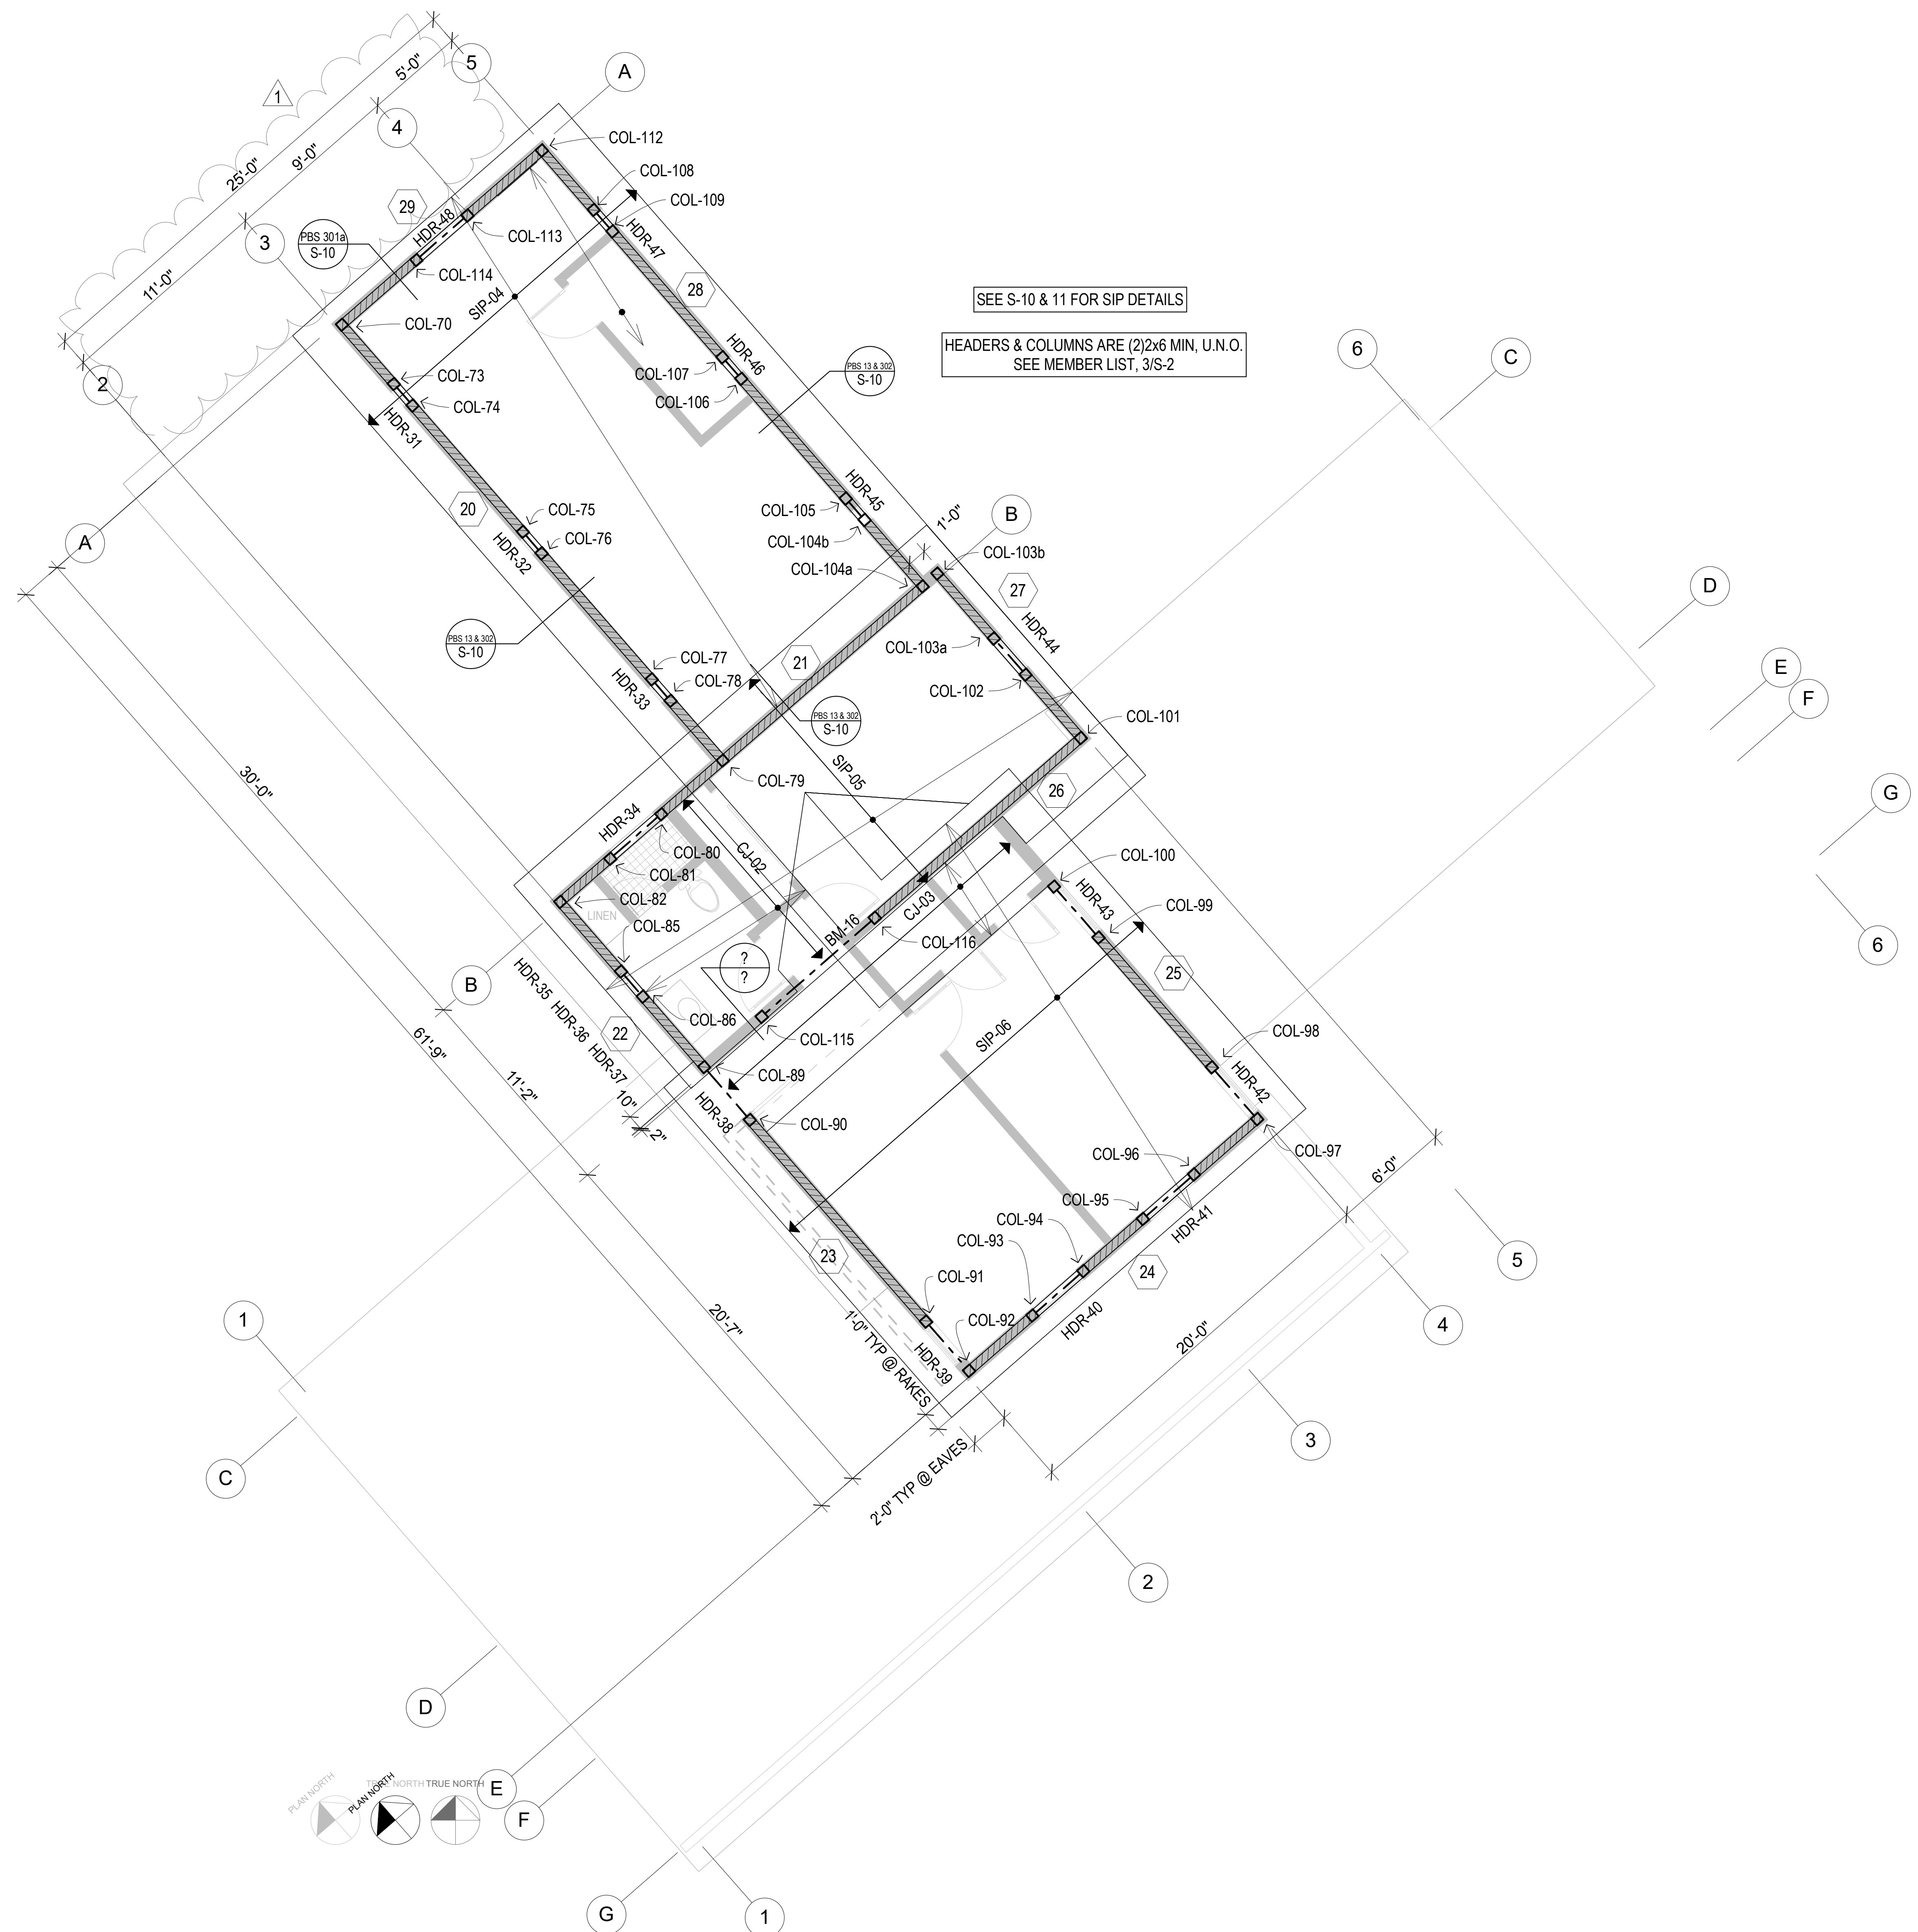 5'-0"
5
A
1
4
9'-0"
25'-0"
11'-0"
3
2
COL-112
COL-108
COL-109
29
HDR-48
HDR-47
COL-113
PBS 301a
S-10
COL-114
SIP-04
28
COL-70
SEE S-10 & 11 FOR SIP DETAILS
HEADERS & COLUMNS ARE (2)2x6 MIN, U.N.O.
SEE MEMBER LIST, 3/S-2
6
C
COL-73
COL-74
HDR-31
HDR-46
COL-107
COL-106
PBS 13 & 302
S-10
20
COL-75
COL-76
HDR-32
HDR-45
COL-105
COL-104b
COL-104a
1'-0"
B
COL-103b
A
27
HDR-44
D
PBS 13 & 302
S-10
COL-77
COL-78
HDR-33
21
COL-103a
COL-102
COL-101
E
F
PBS 13 & 302
S-10
SIP-05
COL-79
26
G
30'-0"
HDR-34
COL-80
COL-81
COL-82
CJ-02
LINEN
COL-85
BM-16
CJ-03
COL-116
COL-100
HDR-43
COL-99
6
25
?
?
B
HDR-35
HDR-36
HDR-37
22
COL-86
COL-115
COL-89
SIP-06
COL-98
HDR-42
61'-9"
11'-2"
10"
2"
HDR-38
COL-90
COL-97
COL-96
COL-95
COL-94
COL-93
6'-0"
HDR-41
23
24
COL-91
COL-92
HDR-40
HDR-39
5
4
1
20'-7"
1'-0" TYP @ RAKES
20'-0"
2'-0" TYP @ EAVES
3
C
2
D
PLAN NORTH
PLAN NORTH
TRUE NORTH
TRUE NORTH
E
F
G
1